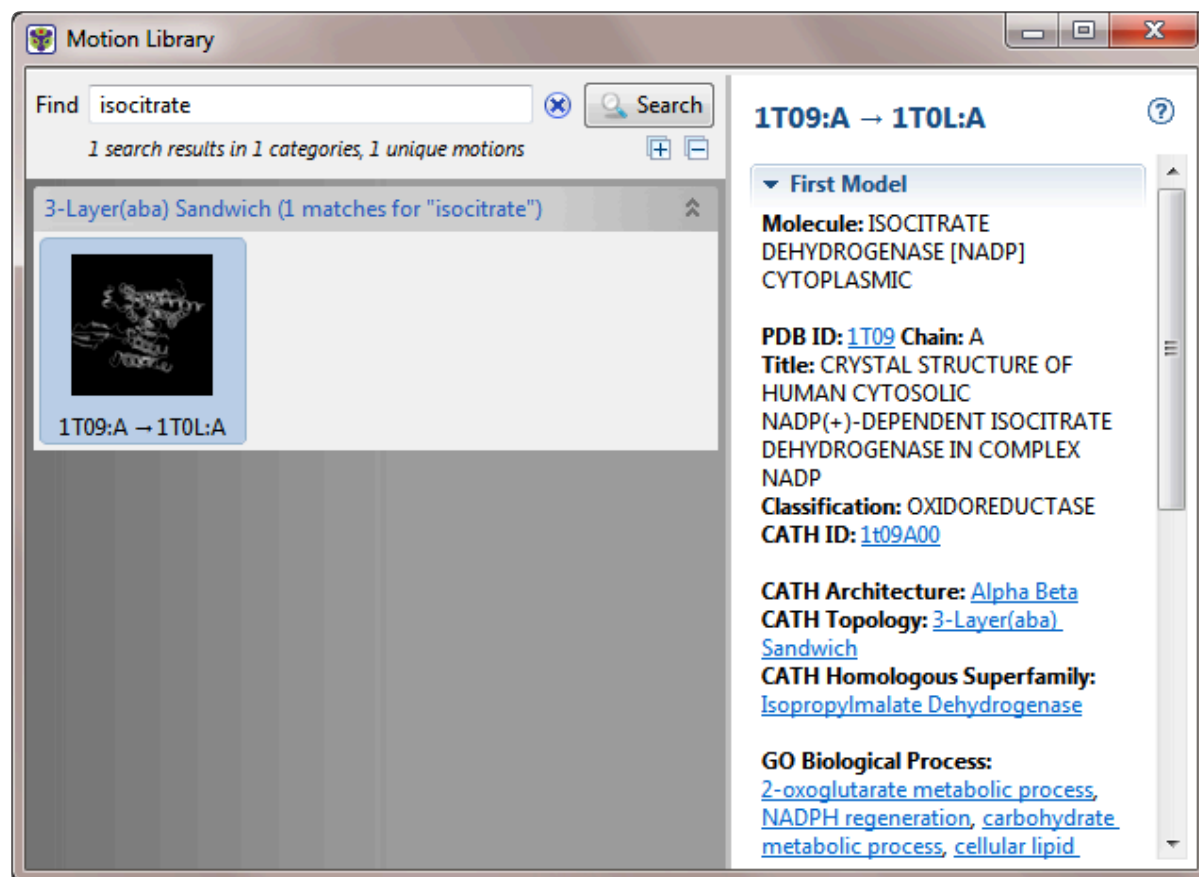 Motion Library
Find isocitrate Search
1 search results in 1 categories, 1 unique motions
3-Layer(aba) Sandwich (1 matches for "isocitrate")
1T09:A → 1T0L:A
1T09:A → 1T0L:A
First Model
Molecule: ISOCITRATE
DEHYDROGENASE [NADP]
CYTOPLASMIC
PDB ID: 1T09 Chain: A
Title: CRYSTAL STRUCTURE OF
HUMAN CYTOSOLIC
NADP(+)-DEPENDENT ISOCITRATE
DEHYDROGENASE IN COMPLEX
NADP
Classification: OXIDOREDUCTASE
CATH ID: 1t09A00
CATH Architecture: Alpha Beta
CATH Topology: 3-Layer(aba)
Sandwich
CATH Homologous Superfamily:
Isopropylmalate Dehydrogenase
GO Biological Process:
2-oxoglutarate metabolic process,
NADPH regeneration, carbohydrate
metabolic process, cellular lipid